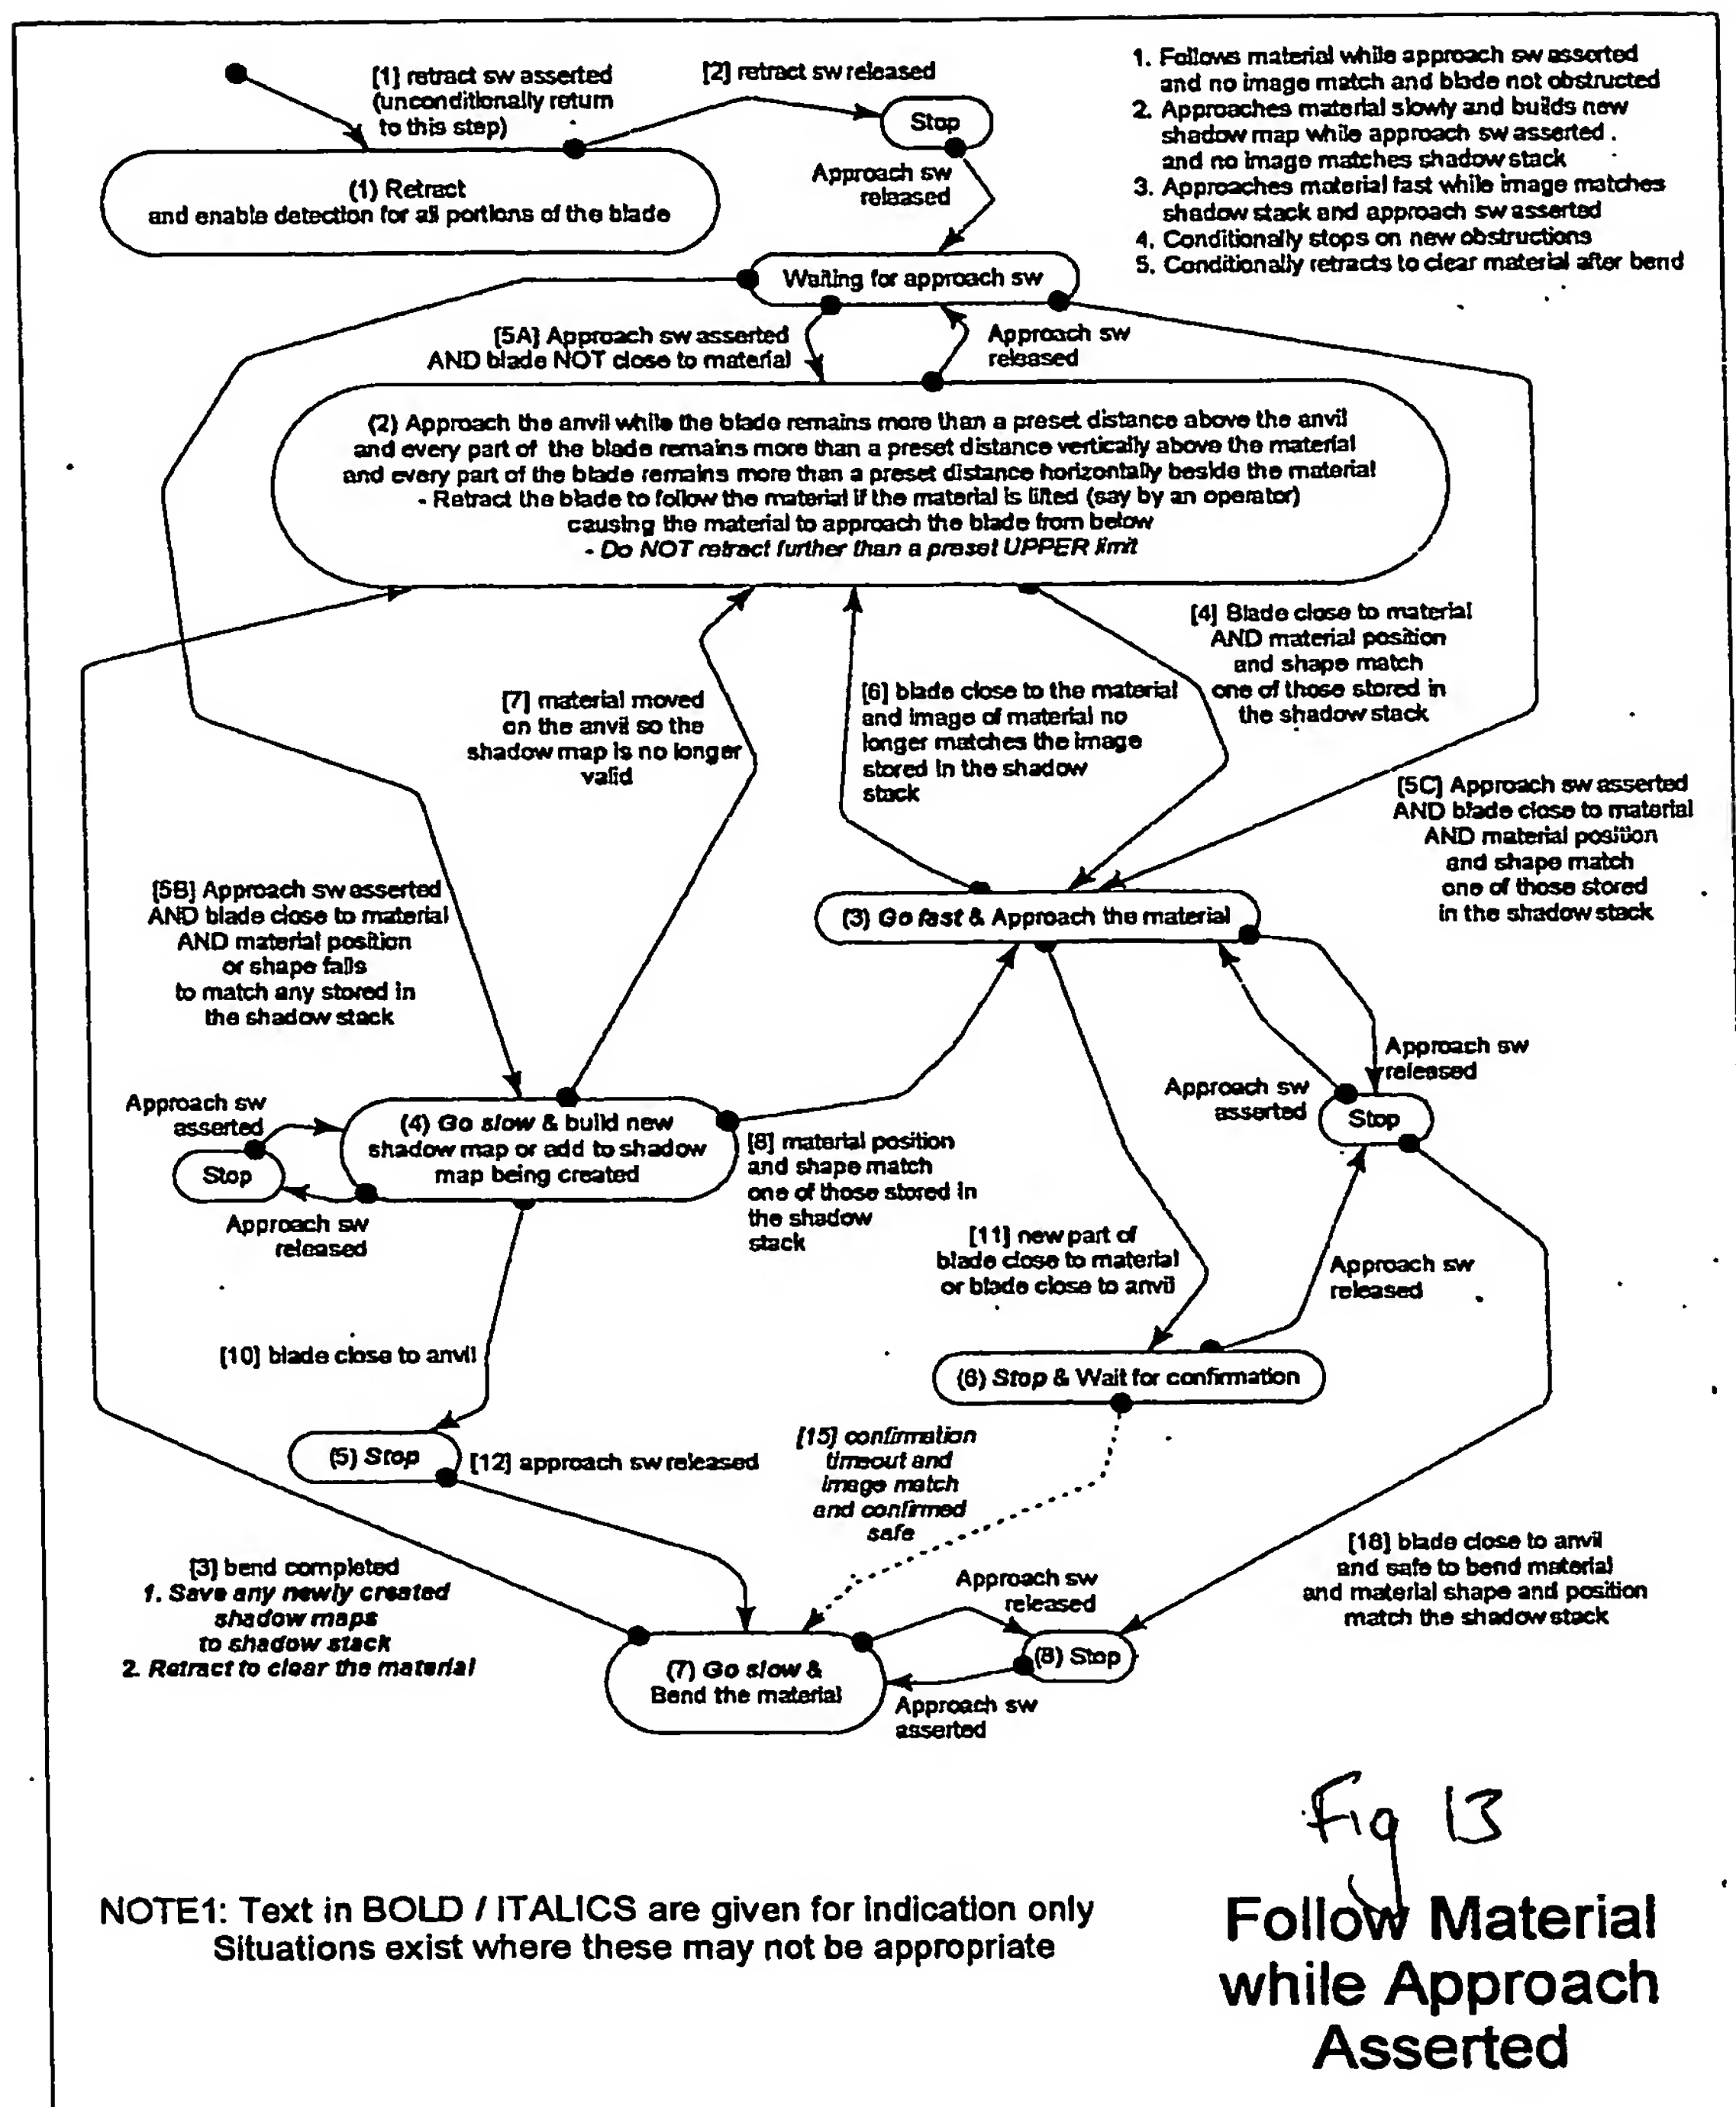 [1] retract sw asserted
(unconditionally return
to this step)
[2] retract sw released
Stop
Approach sw
released
1. Follows material while approach sw asserted
and no image match and blade not obstructed
2. Approaches material slowly and builds new
shadow map while approach sw asserted .
and no image matches shadow stack
3. Approaches material fast while image matches
shadow stack and approach sw asserted
4. Conditionally stops on new obstructions
5. Conditionally retracts to clear material after bend
(1) Retract
and enable detection for all portions of the blade
Waiting for approach sw
[5A] Approach sw asserted
AND blade NOT close to material
Approach sw
released
(2) Approach the anvil while the blade remains more than a preset distance above the anvil
and every part of the blade remains more than a preset distance vertically above the material
and every part of the blade remains more than a preset distance horizontally beside the material
- Retract the blade to follow the material if the material is lifted (say by an operator)
causing the material to approach the blade from below
- Do NOT retract further than a preset UPPER limit
[7] material moved
on the anvil so the
shadow map is no longer
valid
[6] blade close to the material
and image of material no
longer matches the image
stored in the shadow
stack
[4] Blade close to material
AND material position
and shape match
one of those stored in
the shadow stack
[5C] Approach sw asserted
AND blade close to material
AND material position
and shape match
one of those stored
in the shadow stack
[5B] Approach sw asserted
AND blade close to material
AND material position
or shape fails
to match any stored in
the shadow stack
(3) Go fast & Approach the material
Approach sw
released
Approach sw
asserted
Stop
Approach sw
asserted
Stop
Approach sw
released
(4) Go slow & build new
shadow map or add to shadow
map being created
[8] material position
and shape match
one of those stored in
the shadow
stack
[11] new part of
blade close to material
or blade close to anvil
Approach sw
released
[10] blade close to anvil
(6) Stop & Wait for confirmation
(5) Stop
[12] approach sw released
[15] confirmation
timeout and
image match
and confirmed
safe
[18] blade close to anvil
and safe to bend material
and material shape and position
match the shadow stack
[3] bend completed
1. Save any newly created
shadow maps
to shadow stack
2. Retract to clear the material
Approach sw
released
(7) Go slow &
Bend the material
(8) Stop
Approach sw
asserted
Fig 13
NOTE1: Text in BOLD / ITALICS are given for indication only
Situations exist where these may not be appropriate
Follow Material
while Approach
Asserted